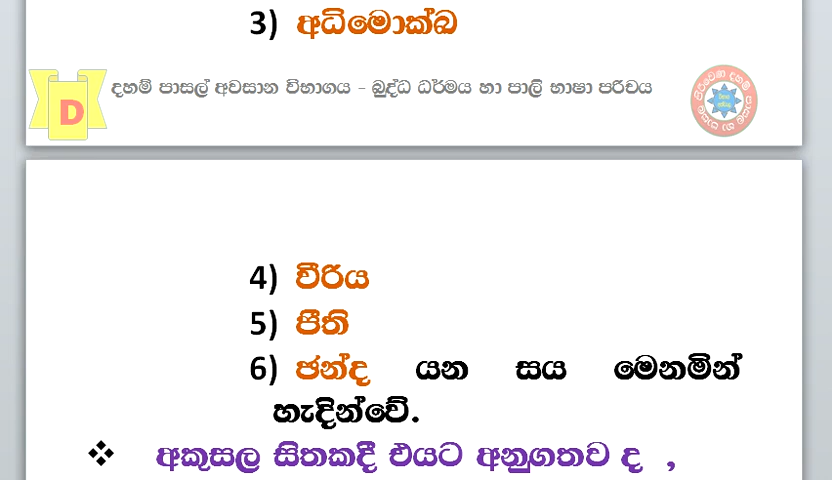 3) අධිමොක්ඛ
D
දහම් පාසල් අවසාන විභාගය - බුද්ධ ධර්මය හා පාලි භාෂා පරිචය
4) වීරිය
5) පීති
6) ඡන්ද යන සය මෙනමින්
හැදින්වේ.
❖ අකුසල සිතකදී එයට අනුගතව ද ,